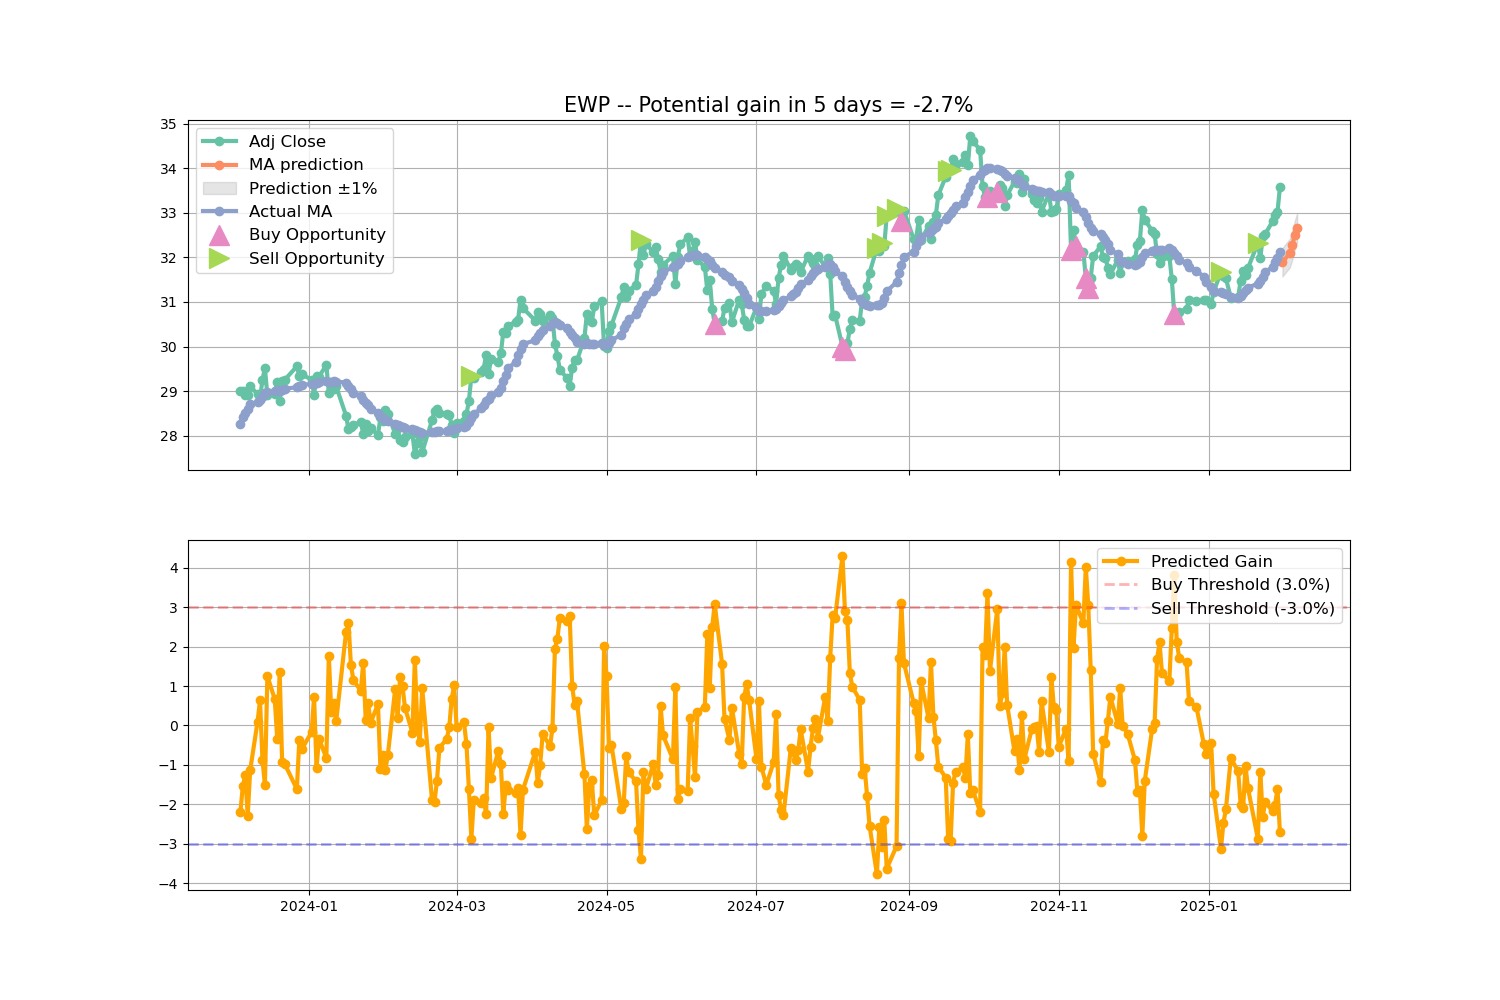 EWP -- Potential gain in 5 days = -2.7%
35
34
33
32
31
30
29
28
Adj Close
MA prediction
Prediction ±1%
Actual MA
Buy Opportunity
Sell Opportunity
4
3
2
1
0
−1
−2
−3
−4
Predicted Gain
Buy Threshold (3.0%)
Sell Threshold (-3.0%)
2024-01
2024-03
2024-05
2024-07
2024-09
2024-11
2025-01